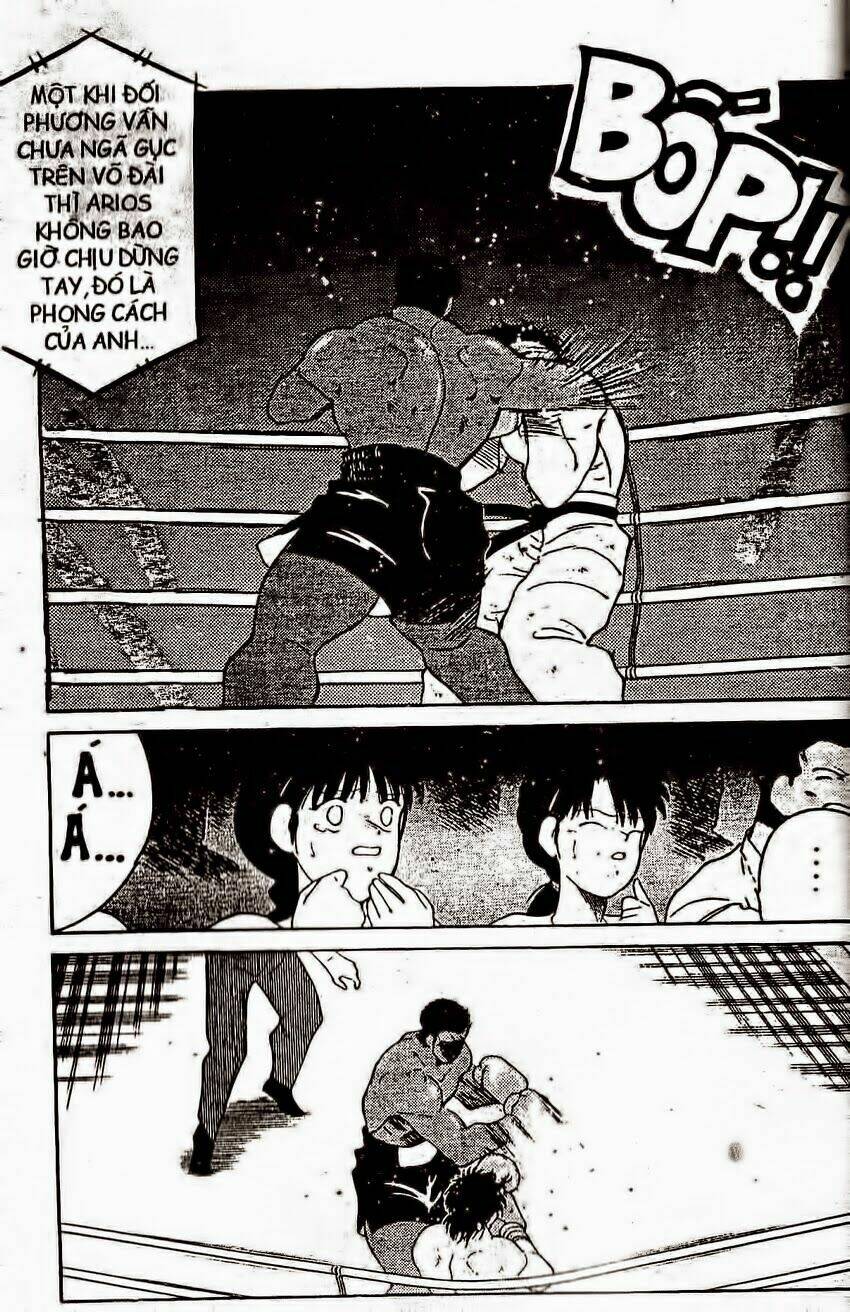 MỘT KHI ĐỐI
PHƯƠNG VẪN
CHƯA NGÃ GỤC
TRÊN VÕ ĐÀI
THÌ ARIOS
KHÔNG BAO
GIỜ CHỊU DỪNG
TAY, ĐÓ LÀ
PHONG CÁCH
CỦA ANH...
BỐP!!
Á...
Á...
....